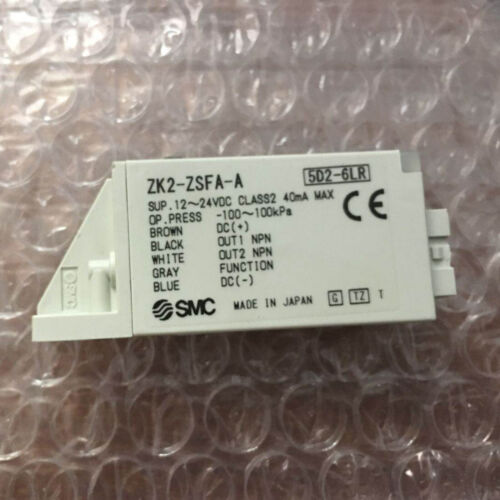 ZK2-ZSFA-A 5D2-6LR
SUP.12~24VDC CLASS2 40mA MAX
OP.PRESS -100~100kPa
BROWN DC(+)
BLACK OUT1 NPN
WHITE OUT2 NPN
GRAY FUNCTION
BLUE DC(-)
CE
SMC MADE IN JAPAN G TZ T